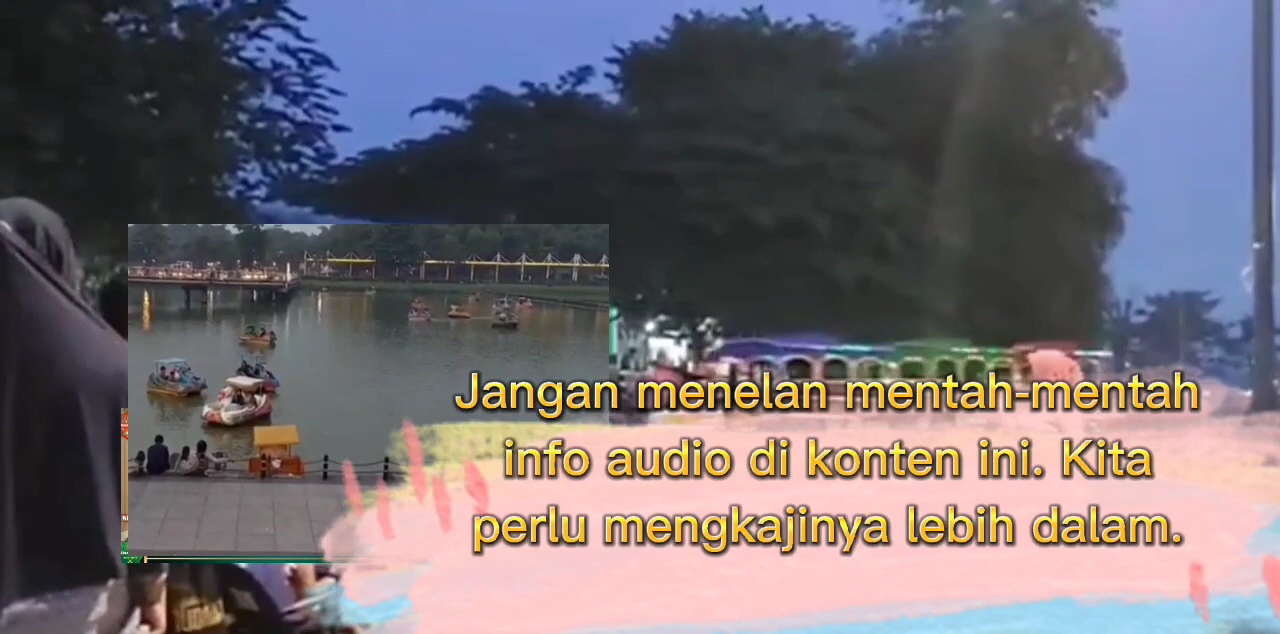 Jangan menelan mentah-mentah
info audio di konten ini. Kita
perlu mengkajinya lebih dalam.